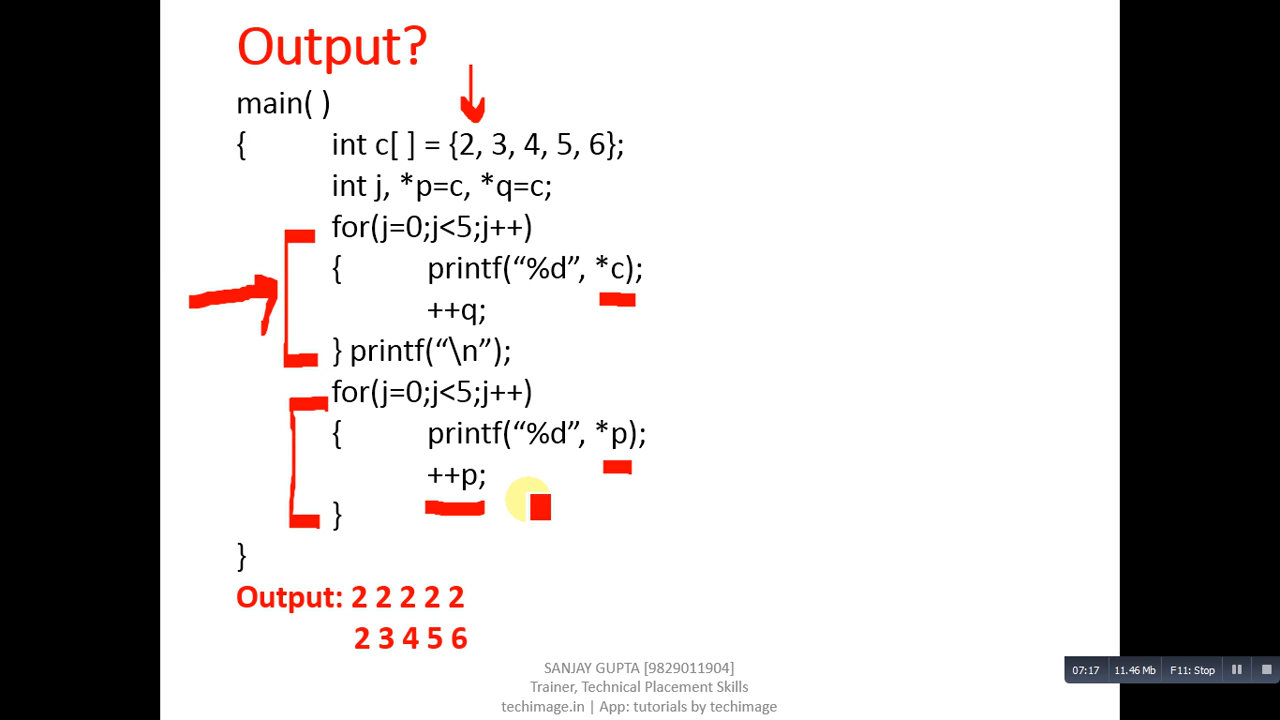 Output?
main( )
{ int c[ ] = {2, 3, 4, 5, 6};
int j, *p=c, *q=c;
for(j=0;j<5;j++)
{ printf(“%d”, *c);
++q;
} printf(“\n”);
for(j=0;j<5;j++)
{ printf(“%d”, *p);
++p;
}
}
Output: 2 2 2 2 2
2 3 4 5 6
SANJAY GUPTA [9829011904]
Trainer, Technical Placement Skills
techimage.in | App: tutorials by techimage
07:17 11.46 Mb F11: Stop